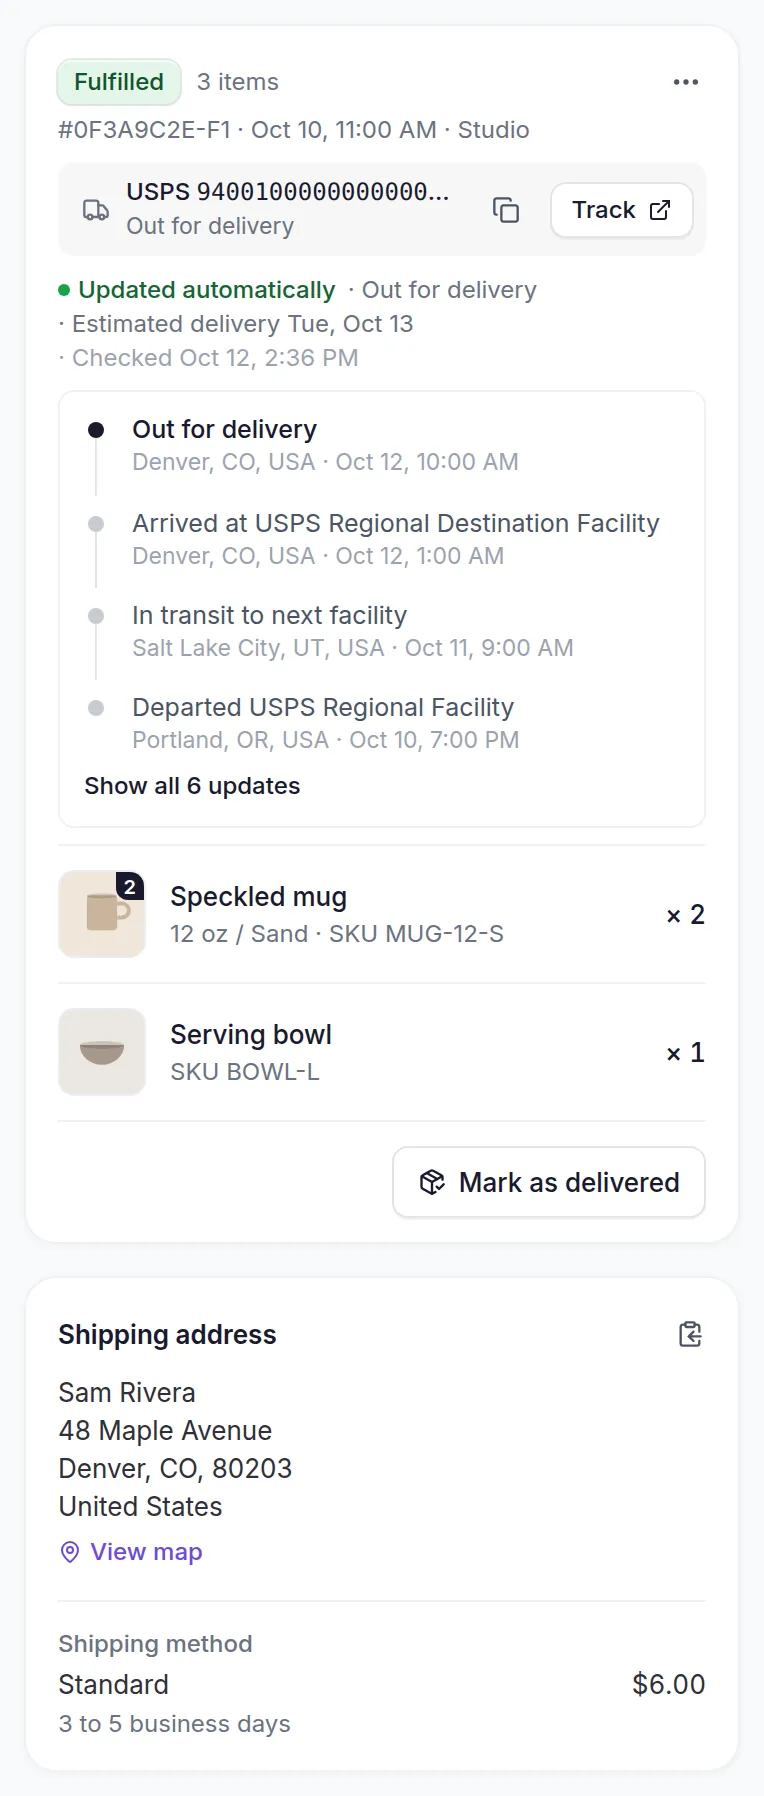 Fulfilled 3 items
#0F3A9C2E-F1 · Oct 10, 11:00 AM · Studio
USPS 9400100000000000...
Out for delivery
Track
Updated automatically · Out for delivery
· Estimated delivery Tue, Oct 13
· Checked Oct 12, 2:36 PM
Out for delivery
Denver, CO, USA · Oct 12, 10:00 AM
Arrived at USPS Regional Destination Facility
Denver, CO, USA · Oct 12, 1:00 AM
In transit to next facility
Salt Lake City, UT, USA · Oct 11, 9:00 AM
Departed USPS Regional Facility
Portland, OR, USA · Oct 10, 7:00 PM
Show all 6 updates
2
Speckled mug
12 oz / Sand · SKU MUG-12-S
× 2
Serving bowl
SKU BOWL-L
× 1
Mark as delivered
Shipping address
Sam Rivera
48 Maple Avenue
Denver, CO, 80203
United States
View map
Shipping method
Standard $6.00
3 to 5 business days